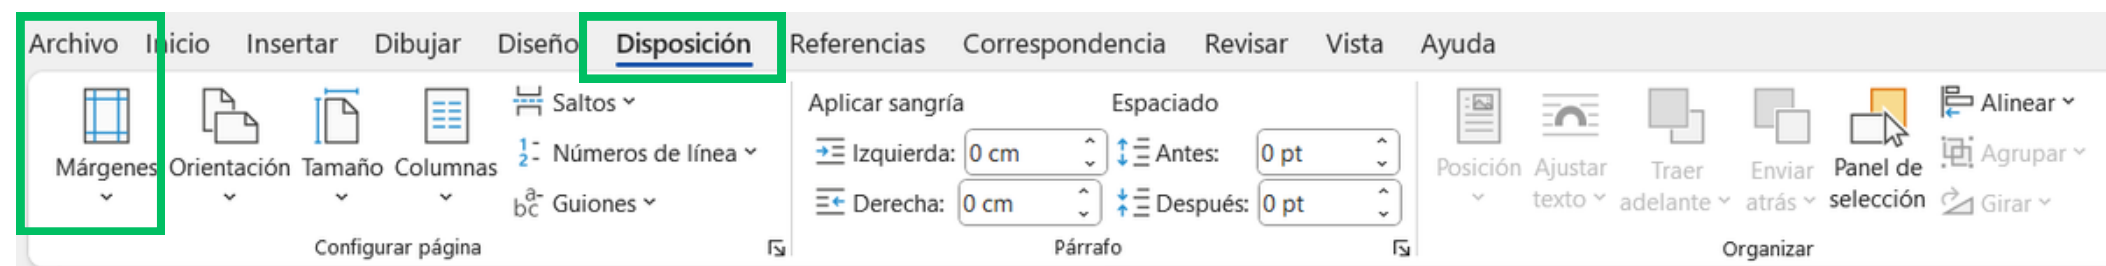 Archivo Inicio Insertar Dibujar Diseño Disposición Referencias Correspondencia Revisar Vista Ayuda
Márgenes
Orientación
Tamaño
Columnas
Saltos
Números de línea
Guiones
Configurar página
Aplicar sangría
Izquierda: 0 cm
Derecha: 0 cm
Espaciado
Antes: 0 pt
Después: 0 pt
Párrafo
Posición
Ajustar
texto
Traer
adelante
Enviar
atrás
Panel de
selección
Alinear
Agrupar
Girar
Organizar